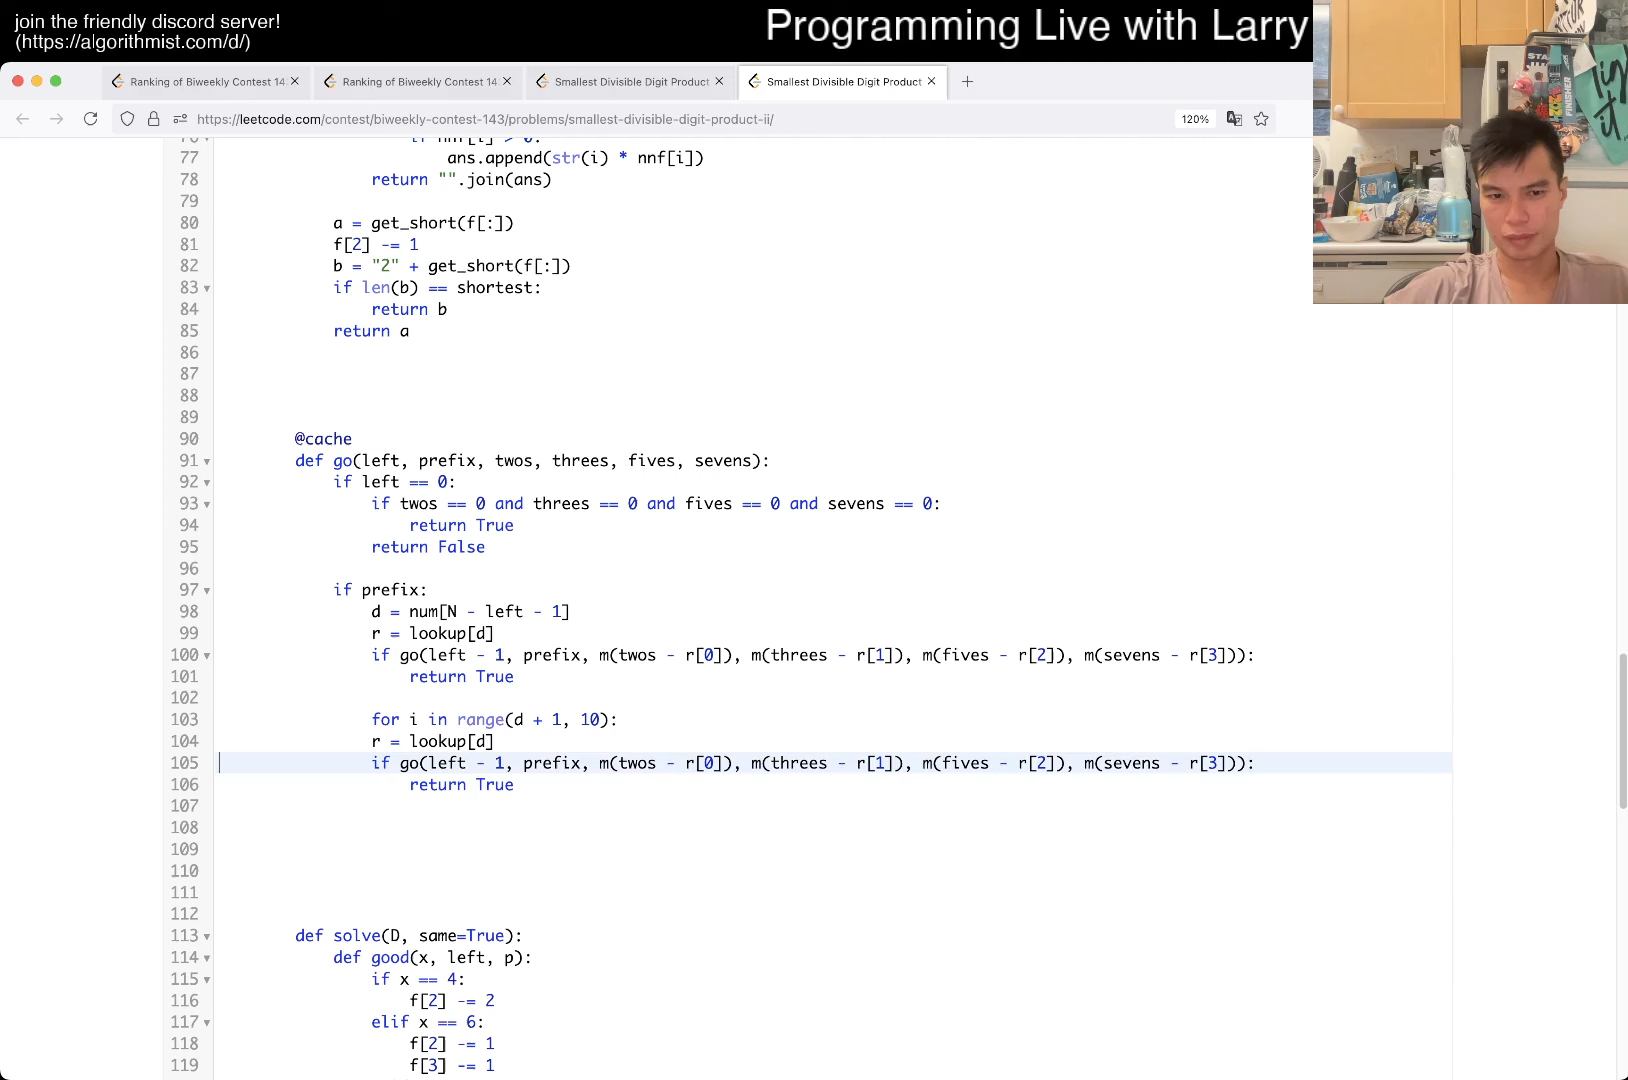 join the friendly discord server!
(https://algorithmist.com/d/)
Programming Live with Larry
Ranking of Biweekly Contest 14
Ranking of Biweekly Contest 14
Smallest Divisible Digit Product
Smallest Divisible Digit Product
https://leetcode.com/contest/biweekly-contest-143/problems/smallest-divisible-digit-product-ii/
120%
77 ans.append(str(i) * nnf[i])
78 return "".join(ans)
79
80 a = get_short(f[:])
81 f[2] -= 1
82 b = "2" + get_short(f[:])
83 if len(b) == shortest:
84 return b
85 return a
86
87
88
89
90 @cache
91 def go(left, prefix, twos, threes, fives, sevens):
92 if left == 0:
93 if twos == 0 and threes == 0 and fives == 0 and sevens == 0:
94 return True
95 return False
96
97 if prefix:
98 d = num[N - left - 1]
99 r = lookup[d]
100 if go(left - 1, prefix, m(twos - r[0]), m(threes - r[1]), m(fives - r[2]), m(sevens - r[3])):
101 return True
102
103 for i in range(d + 1, 10):
104 r = lookup[d]
105 if go(left - 1, prefix, m(twos - r[0]), m(threes - r[1]), m(fives - r[2]), m(sevens - r[3])):
106 return True
107
108
109
110
111
112
113 def solve(D, same=True):
114 def good(x, left, p):
115 if x == 4:
116 f[2] -= 2
117 elif x == 6:
118 f[2] -= 1
119 f[3] -= 1